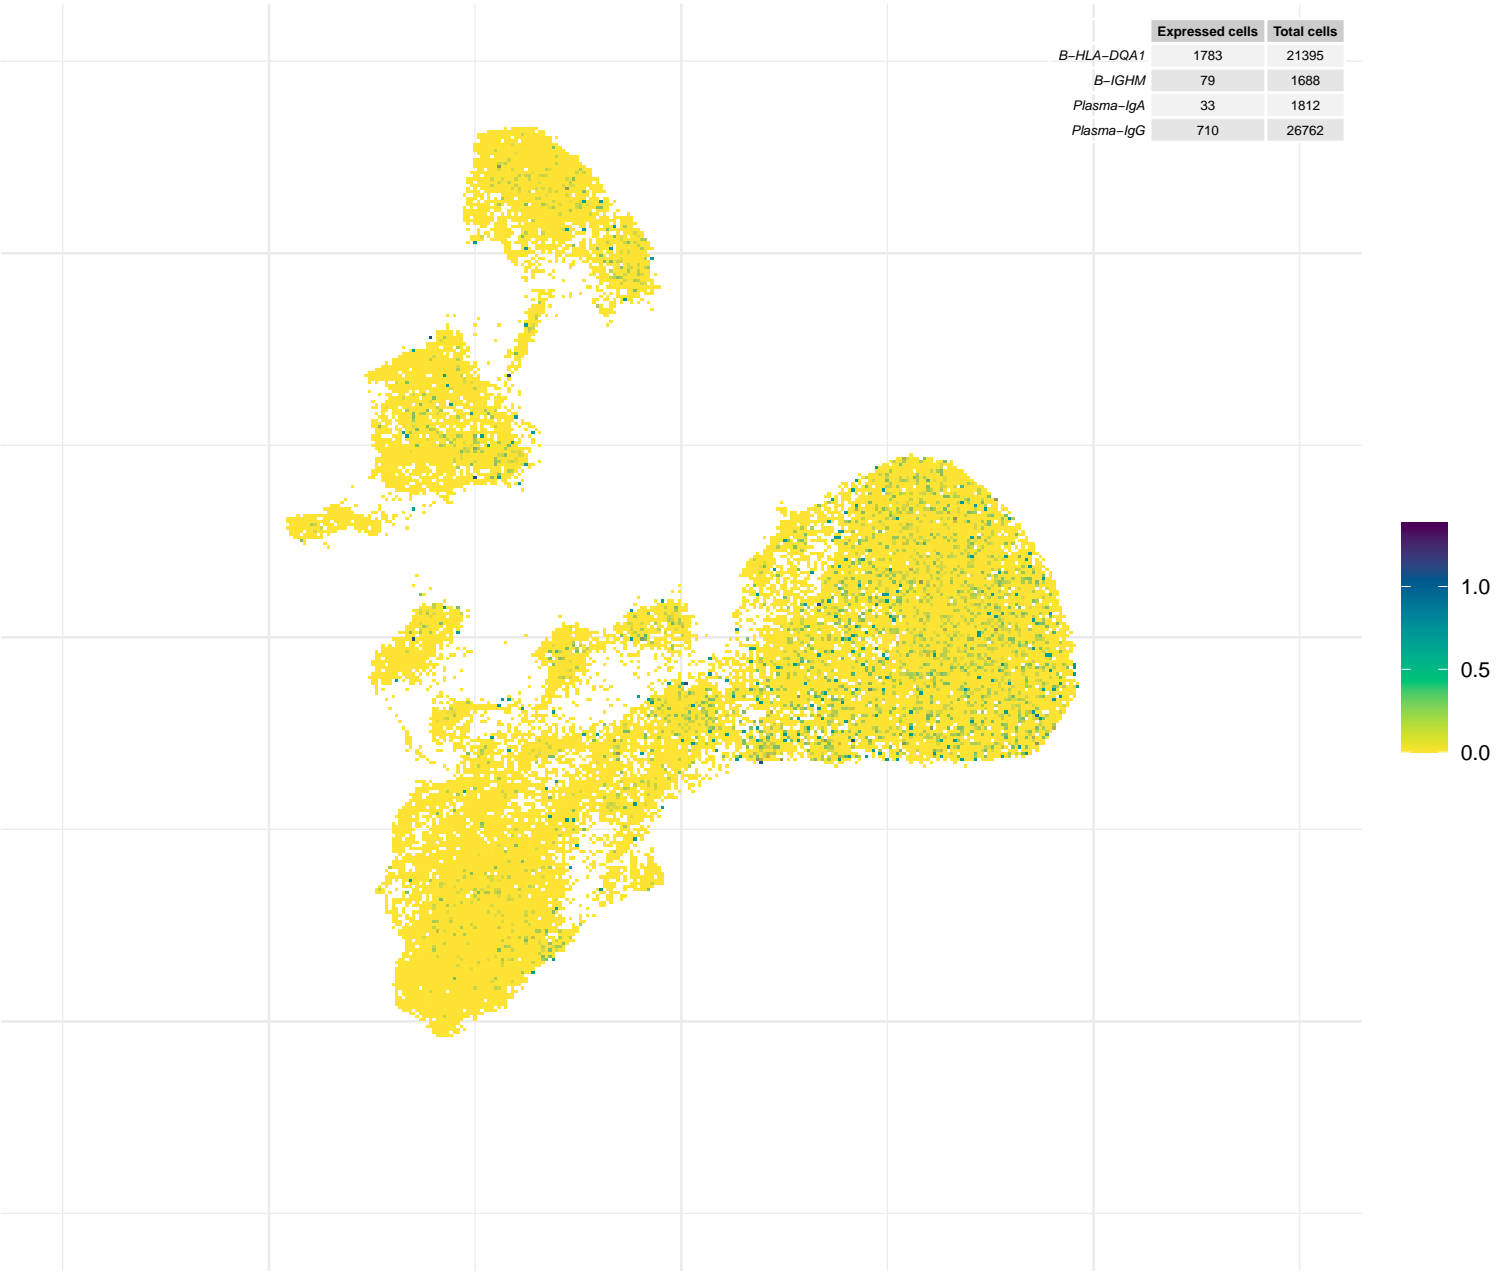 Expressed cells Total cells
B−HLA−DQA1 1783 21395
B−IGHM 79 1688
Plasma−IgA 33 1812
Plasma−IgG 710 26762
1.0
0.5
0.0